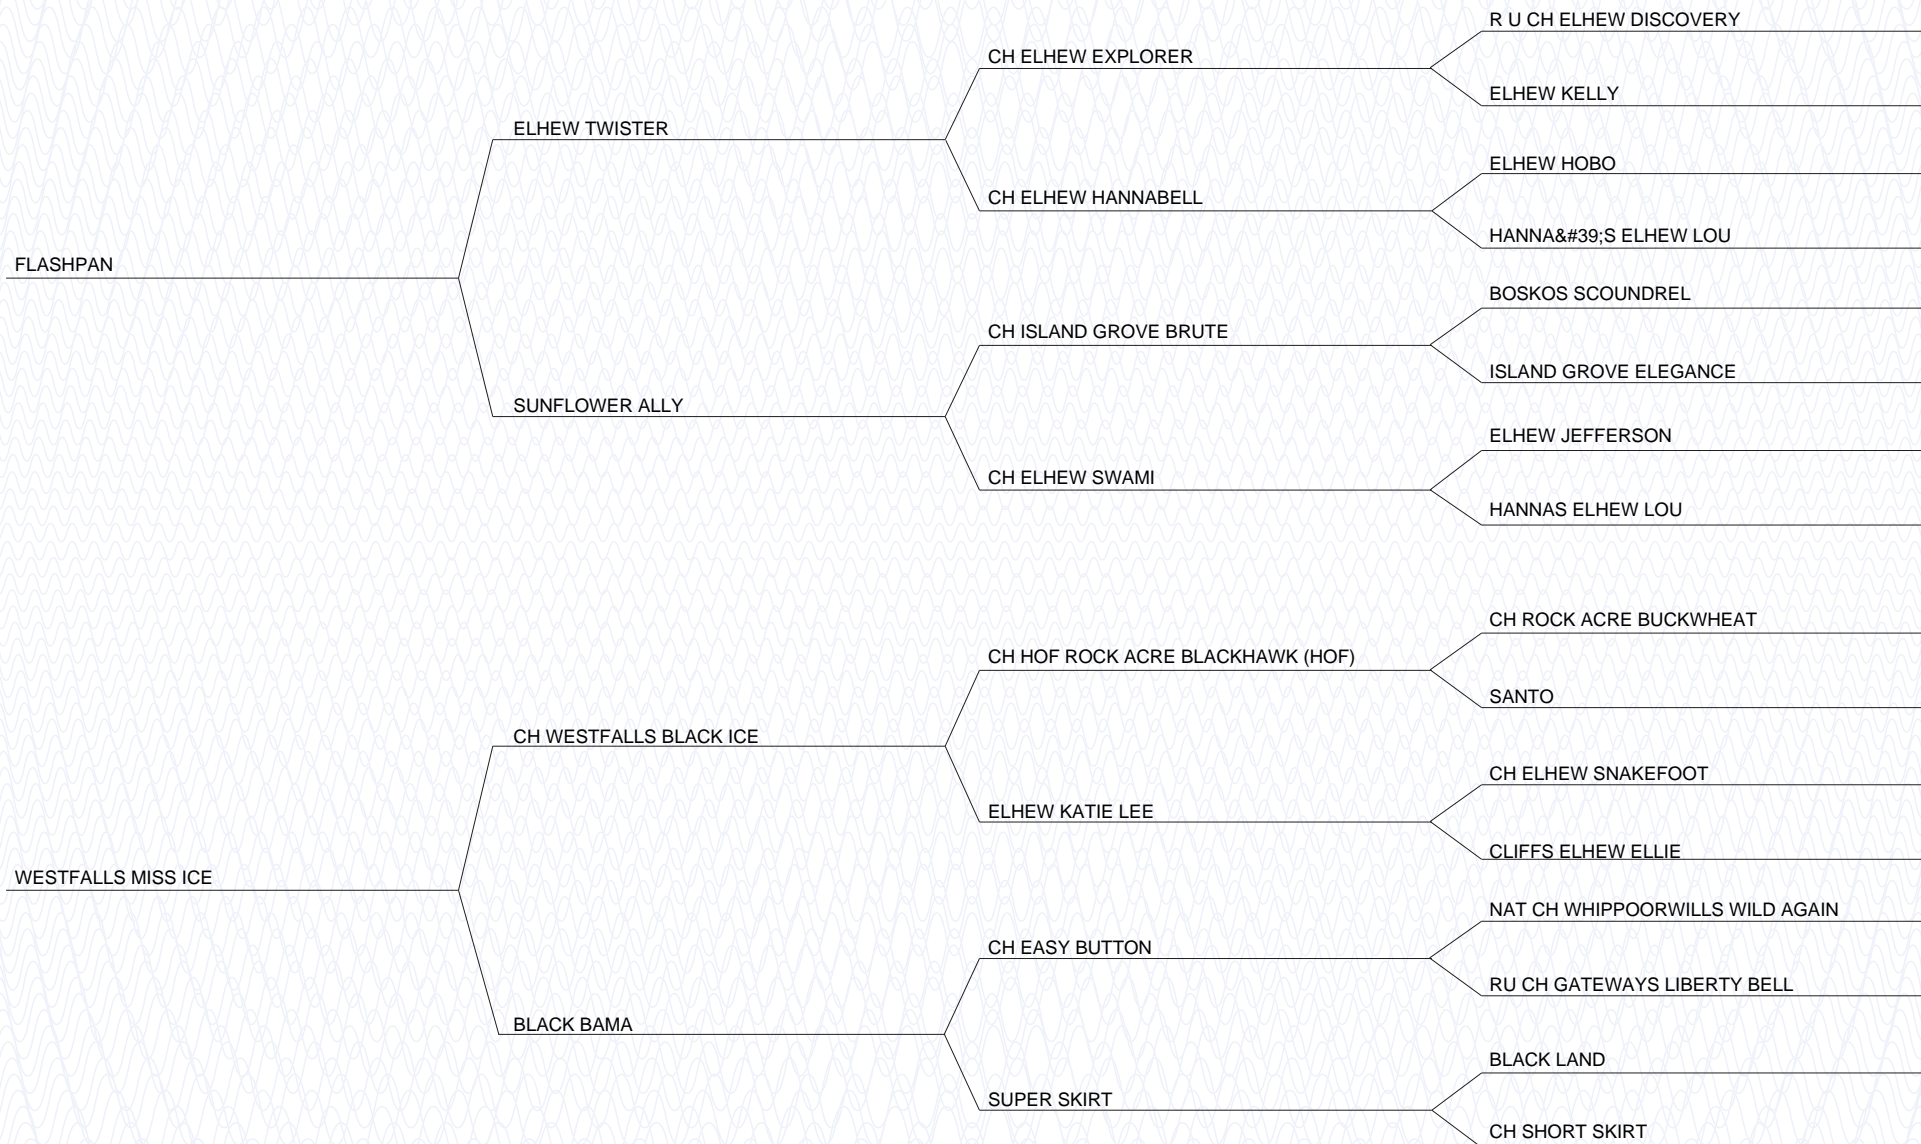 R U CH ELHEW DISCOVERY
CH ELHEW EXPLORER
ELHEW KELLY
ELHEW TWISTER
ELHEW HOBO
CH ELHEW HANNABELL
HANNA&#39;S ELHEW LOU
FLASHPAN
BOSKOS SCOUNDREL
CH ISLAND GROVE BRUTE
ISLAND GROVE ELEGANCE
SUNFLOWER ALLY
ELHEW JEFFERSON
CH ELHEW SWAMI
HANNAS ELHEW LOU
CH ROCK ACRE BUCKWHEAT
CH HOF ROCK ACRE BLACKHAWK (HOF)
SANTO
CH WESTFALLS BLACK ICE
CH ELHEW SNAKEFOOT
ELHEW KATIE LEE
CLIFFS ELHEW ELLIE
WESTFALLS MISS ICE
NAT CH WHIPPOORWILLS WILD AGAIN
CH EASY BUTTON
RU CH GATEWAYS LIBERTY BELL
BLACK BAMA
BLACK LAND
SUPER SKIRT
CH SHORT SKIRT